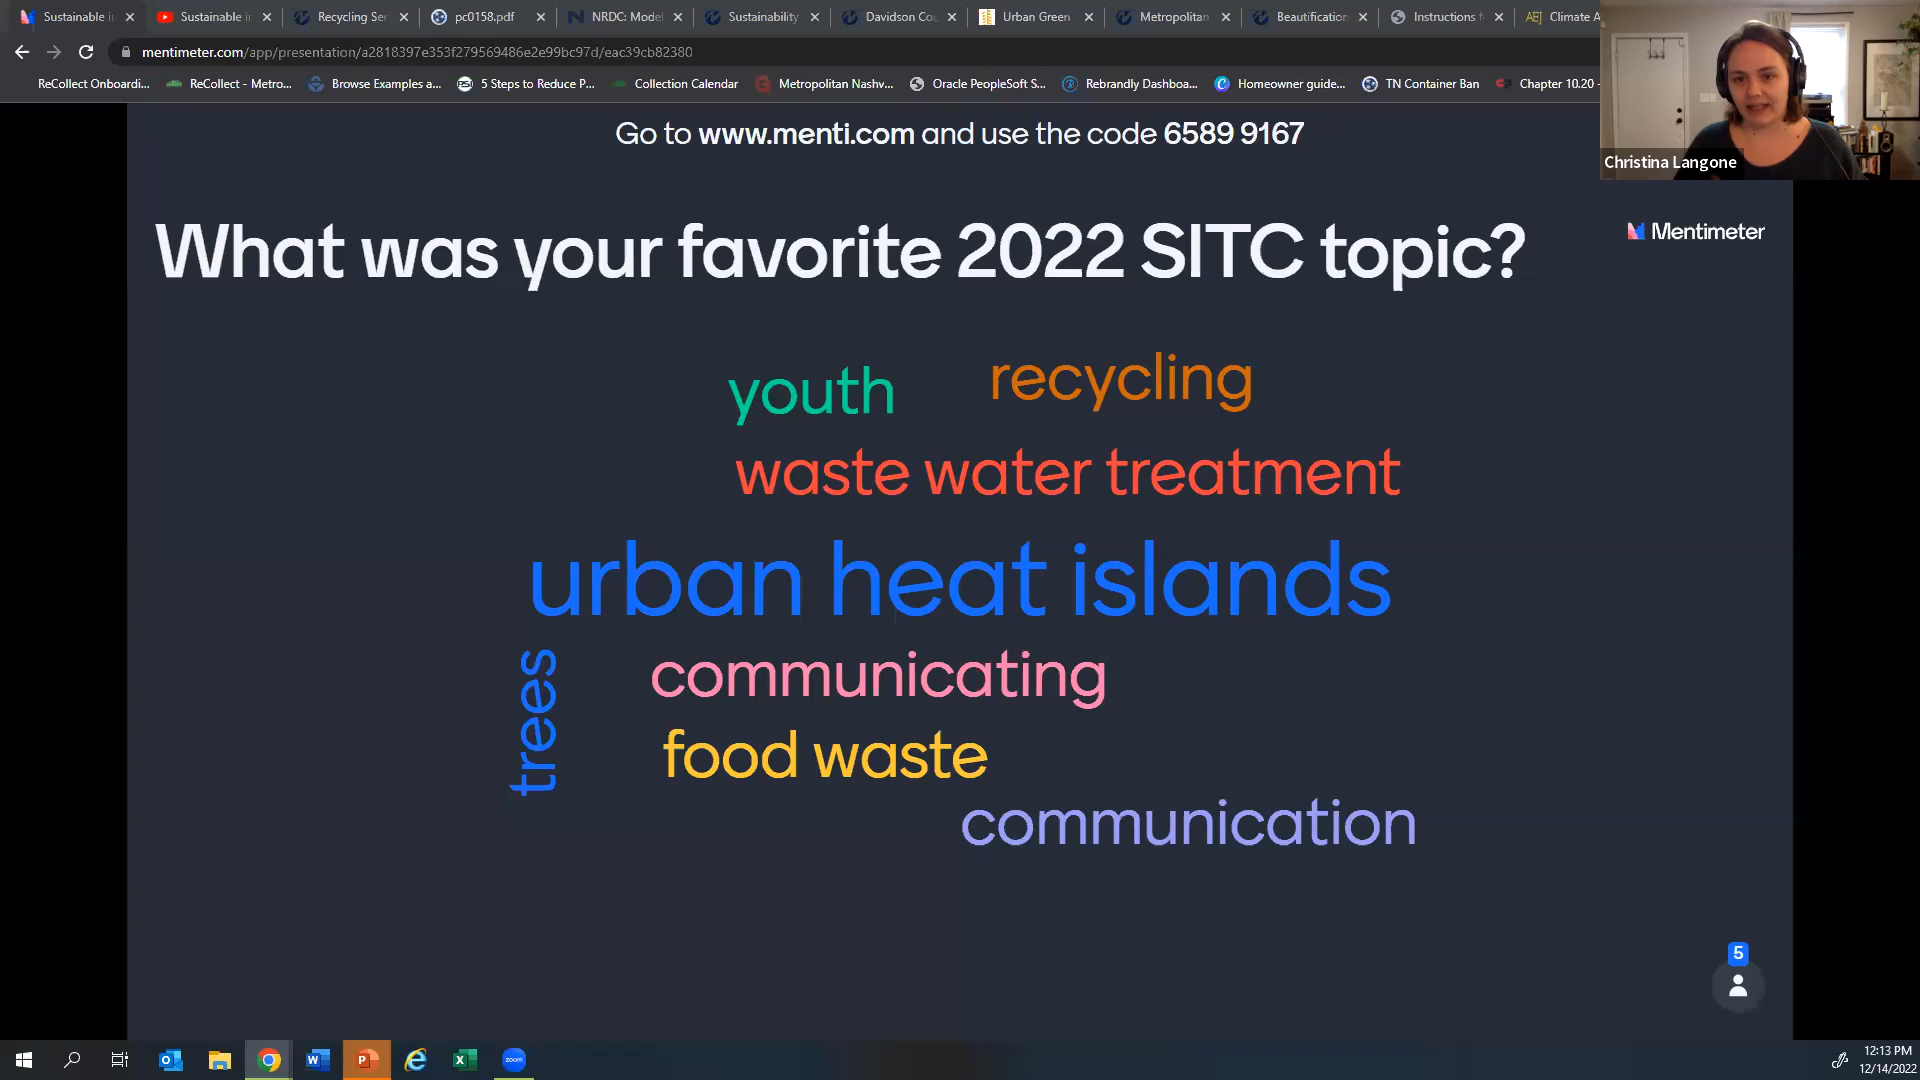 Sustainable i
Sustainable i
Recycling Ser
pc0158.pdf
NRDC: Model
Sustainability
Davidson Cou
Urban Green
Metropolitan
Beautification
Instructions f
AEJ
Climate A
mentimeter.com/app/presentation/a2818397e353f279569486e2e99bc97d/eac39cb82380
ReCollect Onboardi...
ReCollect - Metro...
Browse Examples a...
5 Steps to Reduce P...
Collection Calendar
Metropolitan Nashv...
Oracle PeopleSoft S...
Rebrandly Dashboa...
Homeowner guide...
TN Container Ban
Chapter 10.20 -
Christina Langone
Go to www.menti.com and use the code 6589 9167
What was your favorite 2022 SITC topic?
Mentimeter
youth
recycling
waste water treatment
urban heat islands
trees
communicating
food waste
communication
5
zoom
12:13 PM
12/14/2022